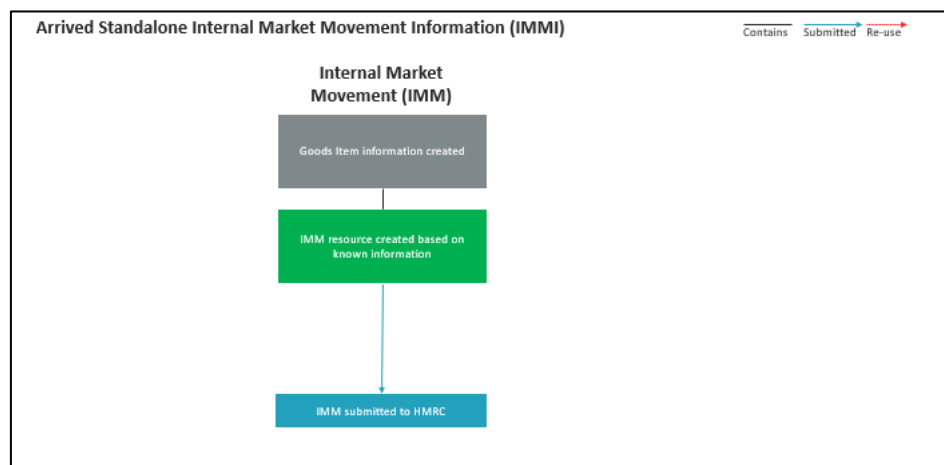 Arrived Standalone Internal Market Movement Information (IMMI)
Contains Submitted Re-use
Internal Market
Movement (IMM)
Goods Item information created
IMM resource created based on
known information
IMM submitted to HMRC